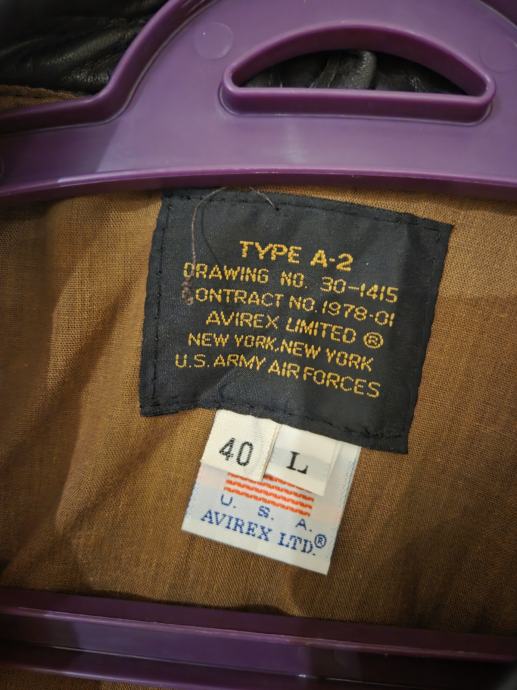 TYPE A-2
DRAWING NO. 30-1415
CONTRACT NO. 1978-01
AVIREX LIMITED ®
NEW YORK, NEW YORK
U.S. ARMY AIR FORCES
40 L
U. S. A.
AVIREX LTD.®